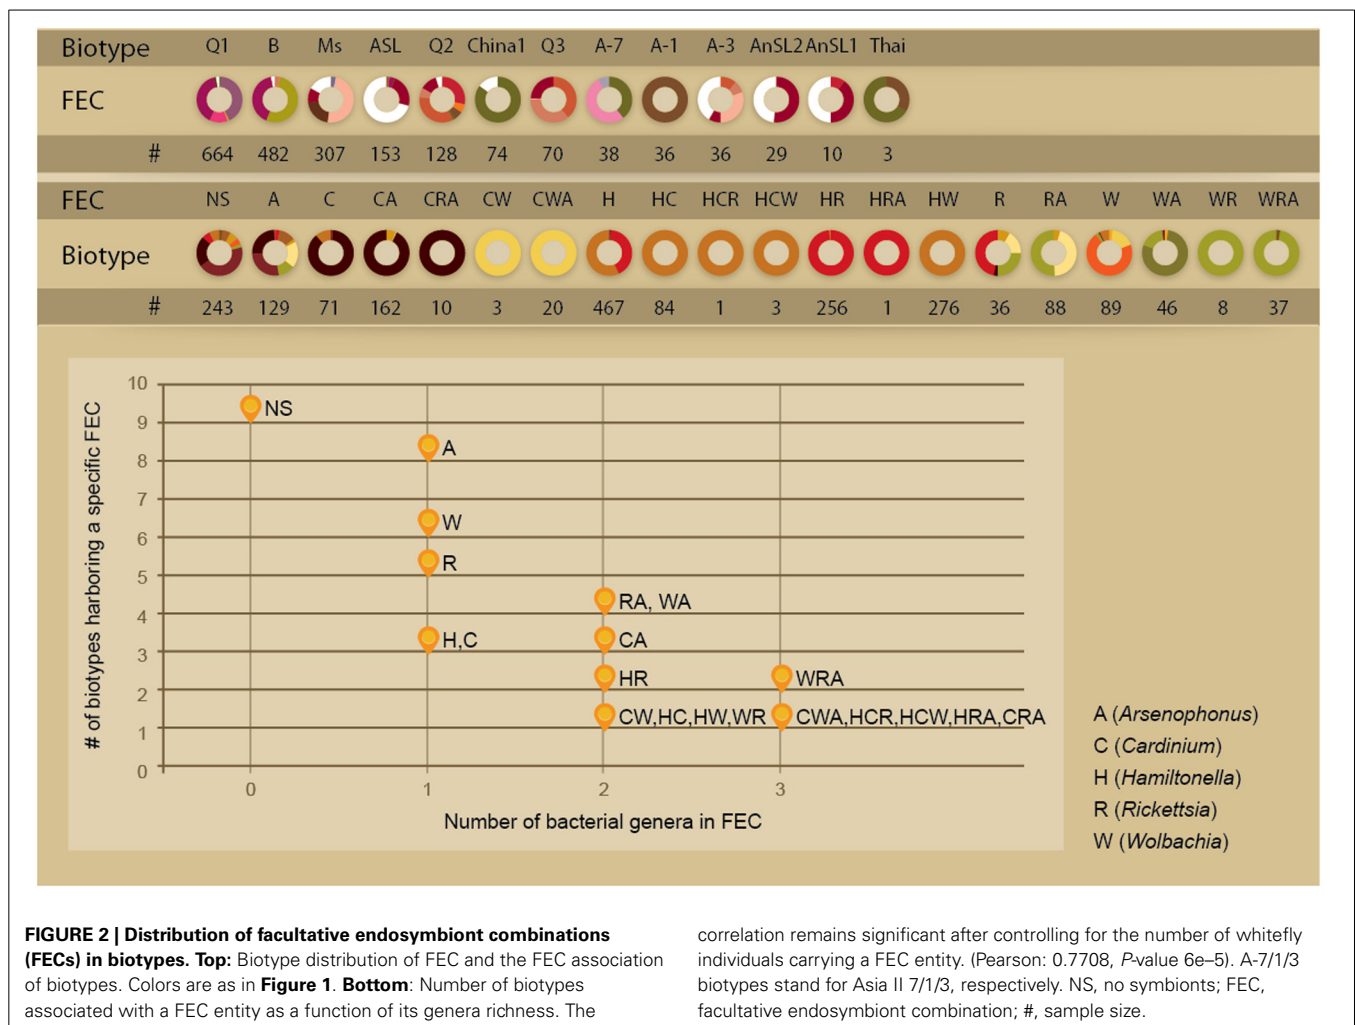 Biotype Q1 B Ms ASL Q2 China1 Q3 A-7 A-1 A-3 AnSL2 AnSL1 Thai
FEC
# 664 482 307 153 128 74 70 38 36 36 29 10 3
FEC NS A C CA CRA CW CWA H HC HCR HCW HR HRA HW R RA W WA WR WRA
Biotype
# 243 129 71 162 10 3 20 467 84 1 3 256 1 276 36 88 89 46 8 37
# of biotypes harboring a specific FEC
10
9
8
7
6
5
4
3
2
1
0
NS
A
W
R
RA, WA
H,C CA
HR WRA
CW,HC,HW,WR CWA,HCR,HCW,HRA,CRA
0 1 2 3
Number of bacterial genera in FEC
A (Arsenophonus)
C (Cardinium)
H (Hamiltonella)
R (Rickettsia)
W (Wolbachia)
FIGURE 2 | Distribution of facultative endosymbiont combinations
(FECs) in biotypes. Top: Biotype distribution of FEC and the FEC association
of biotypes. Colors are as in Figure 1. Bottom: Number of biotypes
associated with a FEC entity as a function of its genera richness. The
correlation remains significant after controlling for the number of whitefly
individuals carrying a FEC entity. (Pearson: 0.7708, P-value 6e–5). A-7/1/3
biotypes stand for Asia II 7/1/3, respectively. NS, no symbionts; FEC,
facultative endosymbiont combination; #, sample size.